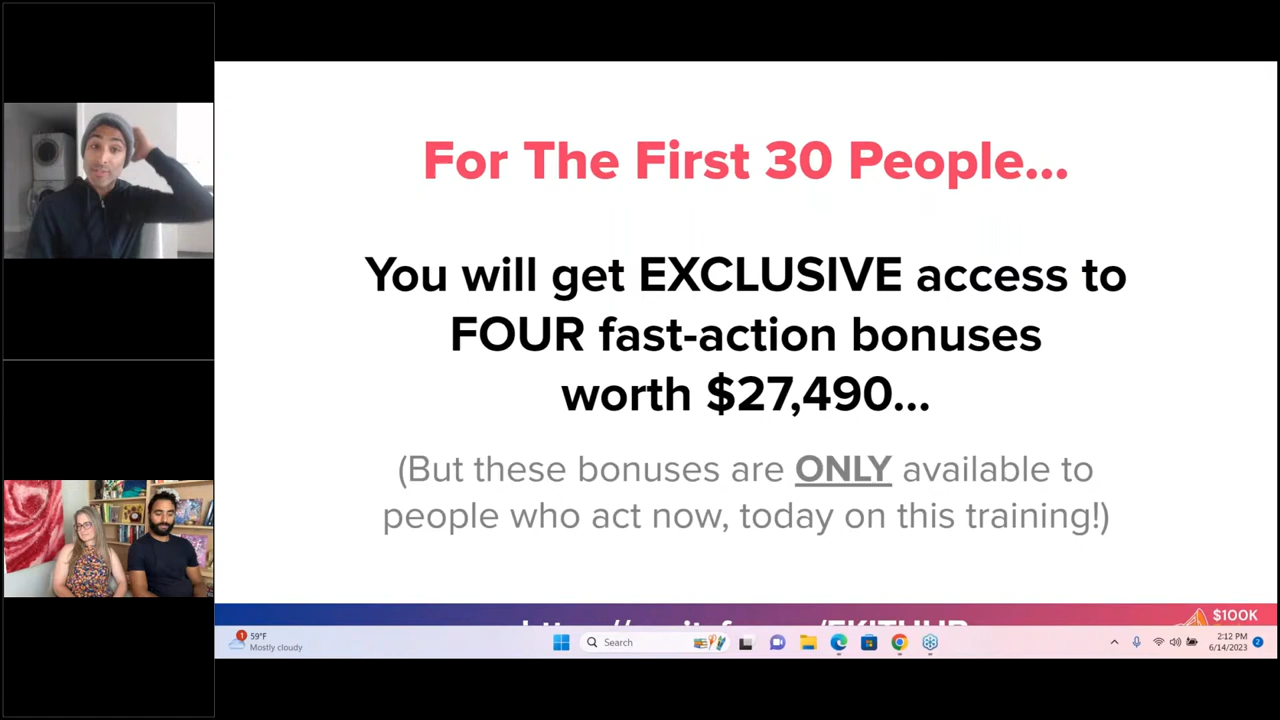 For The First 30 People...
You will get EXCLUSIVE access to
FOUR fast-action bonuses
worth $27,490...
(But these bonuses are ONLY available to
people who act now, today on this training!)
$100K
1
59°F
Mostly cloudy
Search
2:12 PM
6/14/2023
2